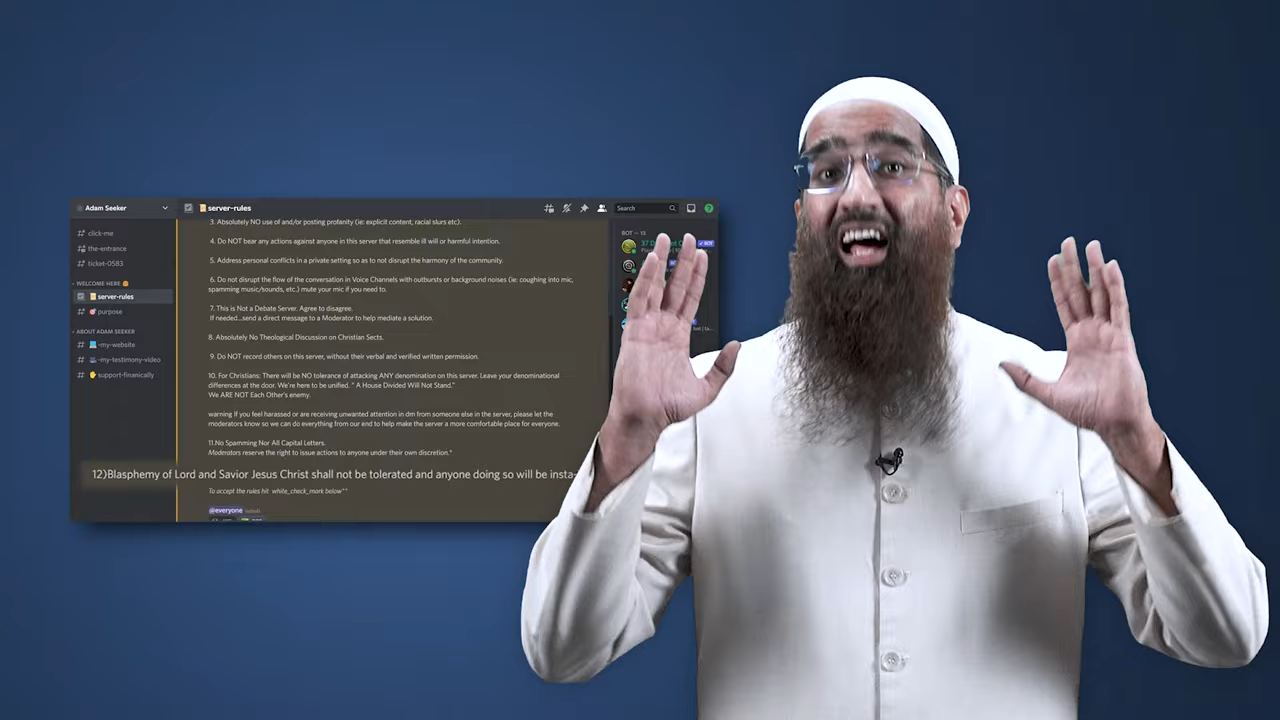 Adam Seeker
server-rules
Search
click-me
the-entrance
ticket-0583
WELCOME HERE
server-rules
purpose
ABOUT ADAM SEEKER
-my-website
-my-testimony-video
support-finanically
3. Absolutely NO use of and/or posting profanity (ie: explicit content, racial slurs etc).
4. Do NOT bear any actions against anyone in this server that resemble ill will or harmful intention.
5. Address personal conflicts in a private setting so as to not disrupt the harmony of the community.
6. Do not disrupt the flow of the conversation in Voice Channels with outbursts or background noises (ie: coughing into mic,
spamming music/sounds, etc.) mute your mic if you need to.
7. This is Not a Debate Server. Agree to disagree.
If needed...send a direct message to a Moderator to help mediate a solution.
8. Absolutely No Theological Discussion on Christian Sects.
9. Do NOT record others on this server, without their verbal and verified written permission.
10. For Christians: There will be NO tolerance of attacking ANY denomination on this server. Leave your denominational
differences at the door. We're here to be unified. " A House Divided Will Not Stand."
We ARE NOT Each Other's enemy.
warning If you feel harassed or are receiving unwanted attention in dm from someone else in the server, please let the
moderators know so we can do everything from our end to help make the server a more comfortable place for everyone.
11.No Spamming Nor All Capital Letters.
Moderators reserve the right to issue actions to anyone under their own discretion.*
12)Blasphemy of Lord and Savior Jesus Christ shall not be tolerated and anyone doing so will be insta-
To accept the rules hit white_check_mark below**
@everyone
BOT — 13
BOT